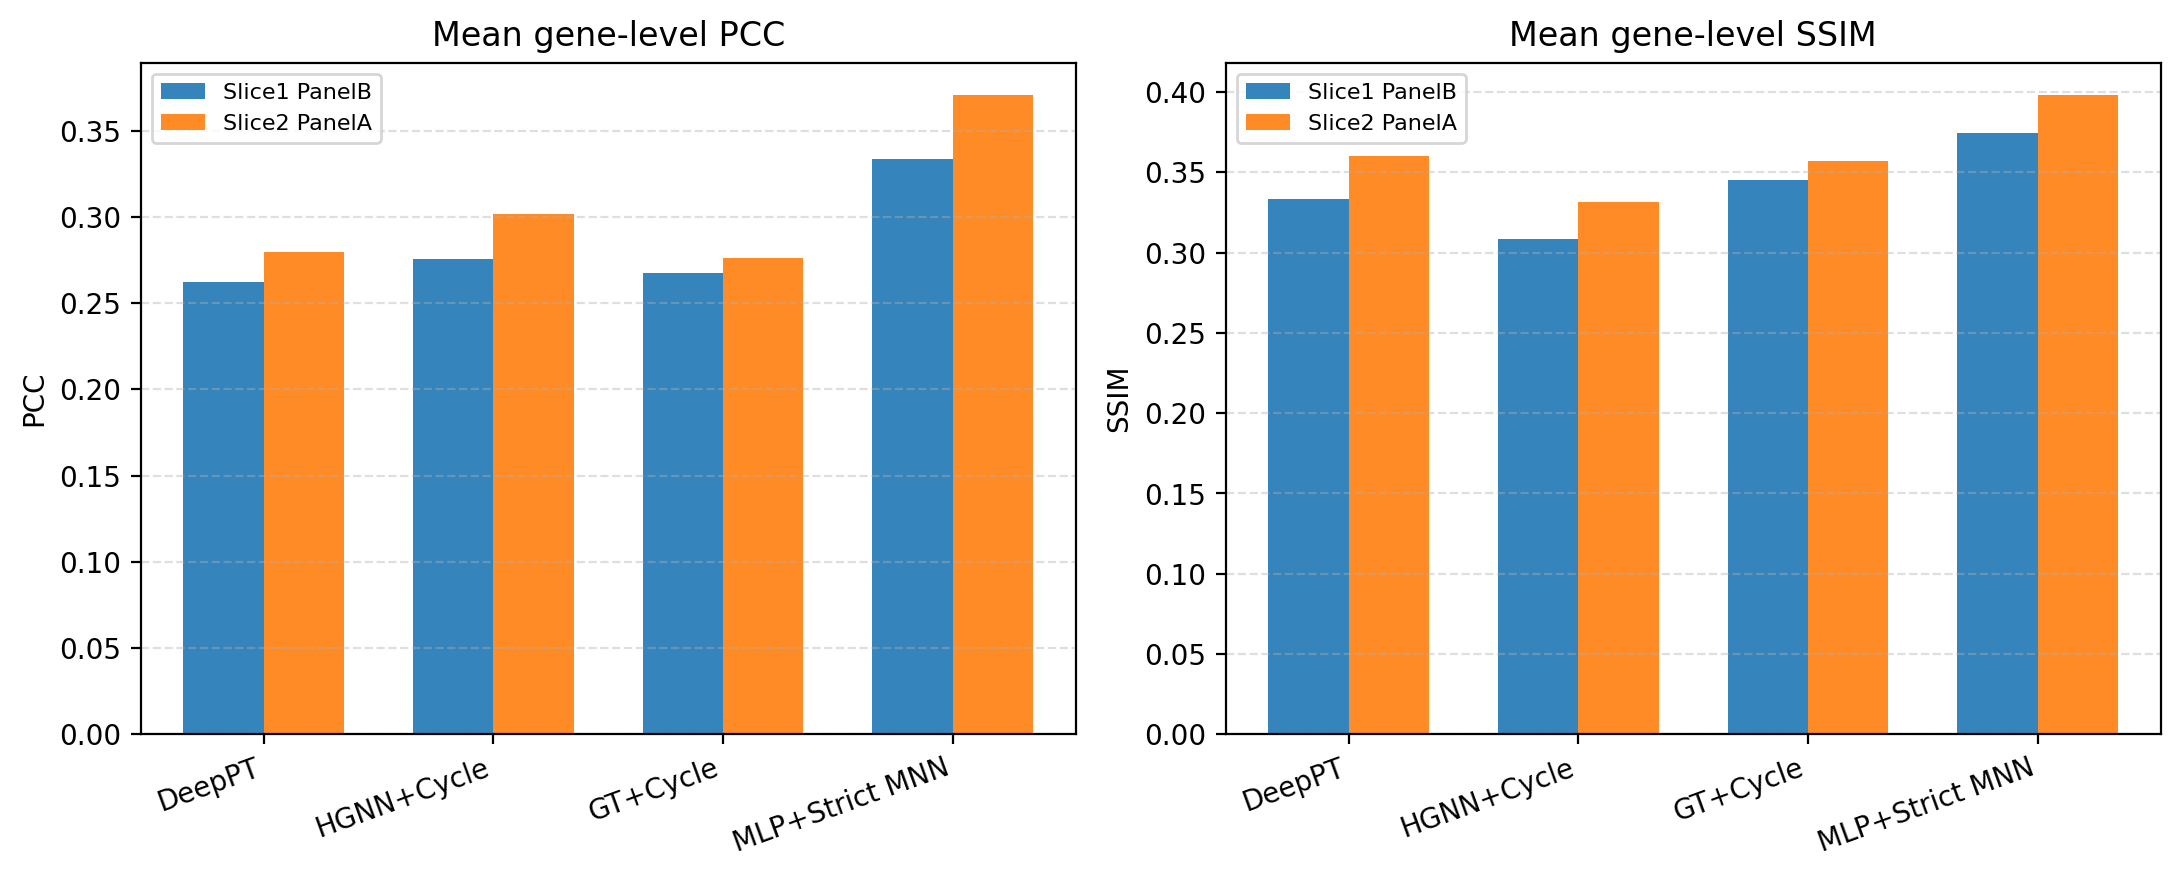 Mean gene-level PCC
Slice1 PanelB
Slice2 PanelA
PCC
0.35
0.30
0.25
0.20
0.15
0.10
0.05
0.00
DeepPT
HGNN+Cycle
GT+Cycle
MLP+Strict MNN
Mean gene-level SSIM
Slice1 PanelB
Slice2 PanelA
SSIM
0.40
0.35
0.30
0.25
0.20
0.15
0.10
0.05
0.00
DeepPT
HGNN+Cycle
GT+Cycle
MLP+Strict MNN